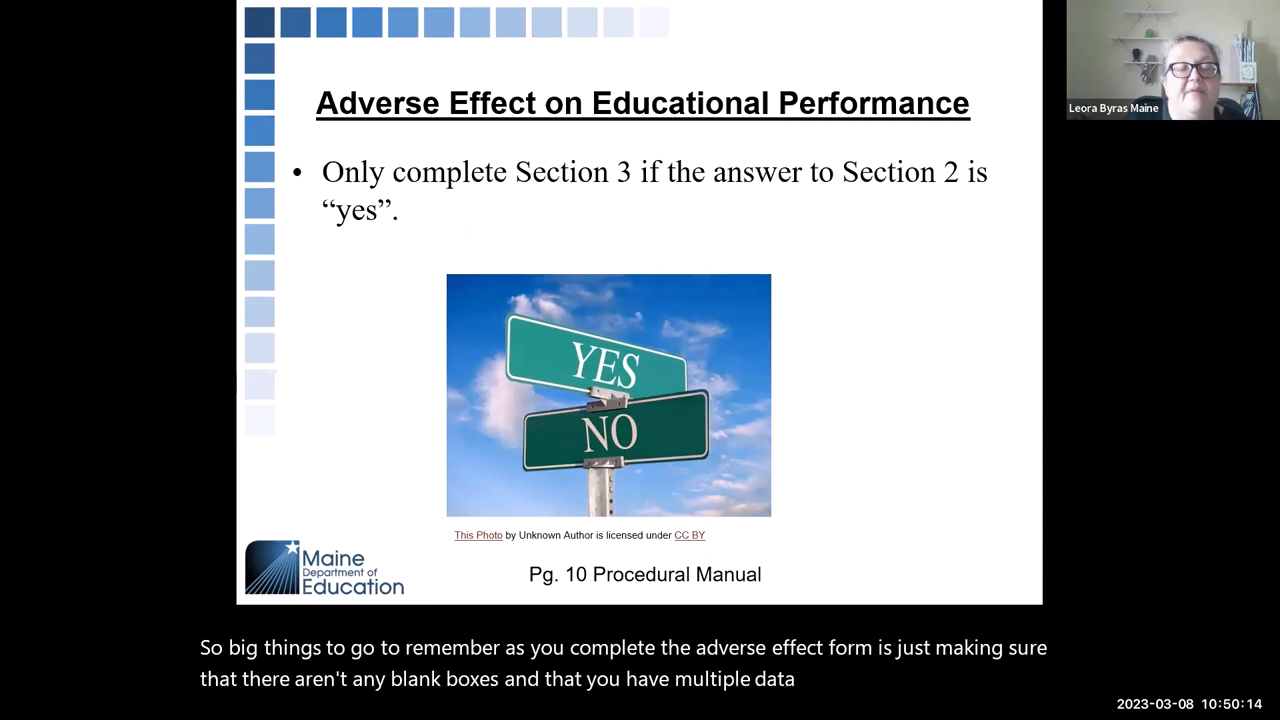 Adverse Effect on Educational Performance
Leora Byras Maine
• Only complete Section 3 if the answer to Section 2 is
“yes”.
YES
NO
This Photo by Unknown Author is licensed under CC BY
Maine
Department of
Education
Pg. 10 Procedural Manual
So big things to go to remember as you complete the adverse effect form is just making sure
that there aren't any blank boxes and that you have multiple data
2023-03-08 10:50:14